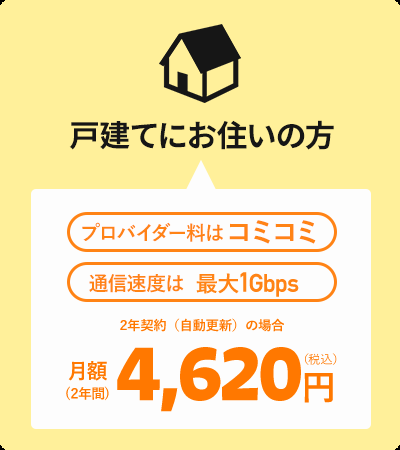 戸建てにお住いの方
プロバイダー料は コミコミ
通信速度は 最大1Gbps
2年契約（自動更新）の場合
月額 4,620円 (税込)
(2年間)